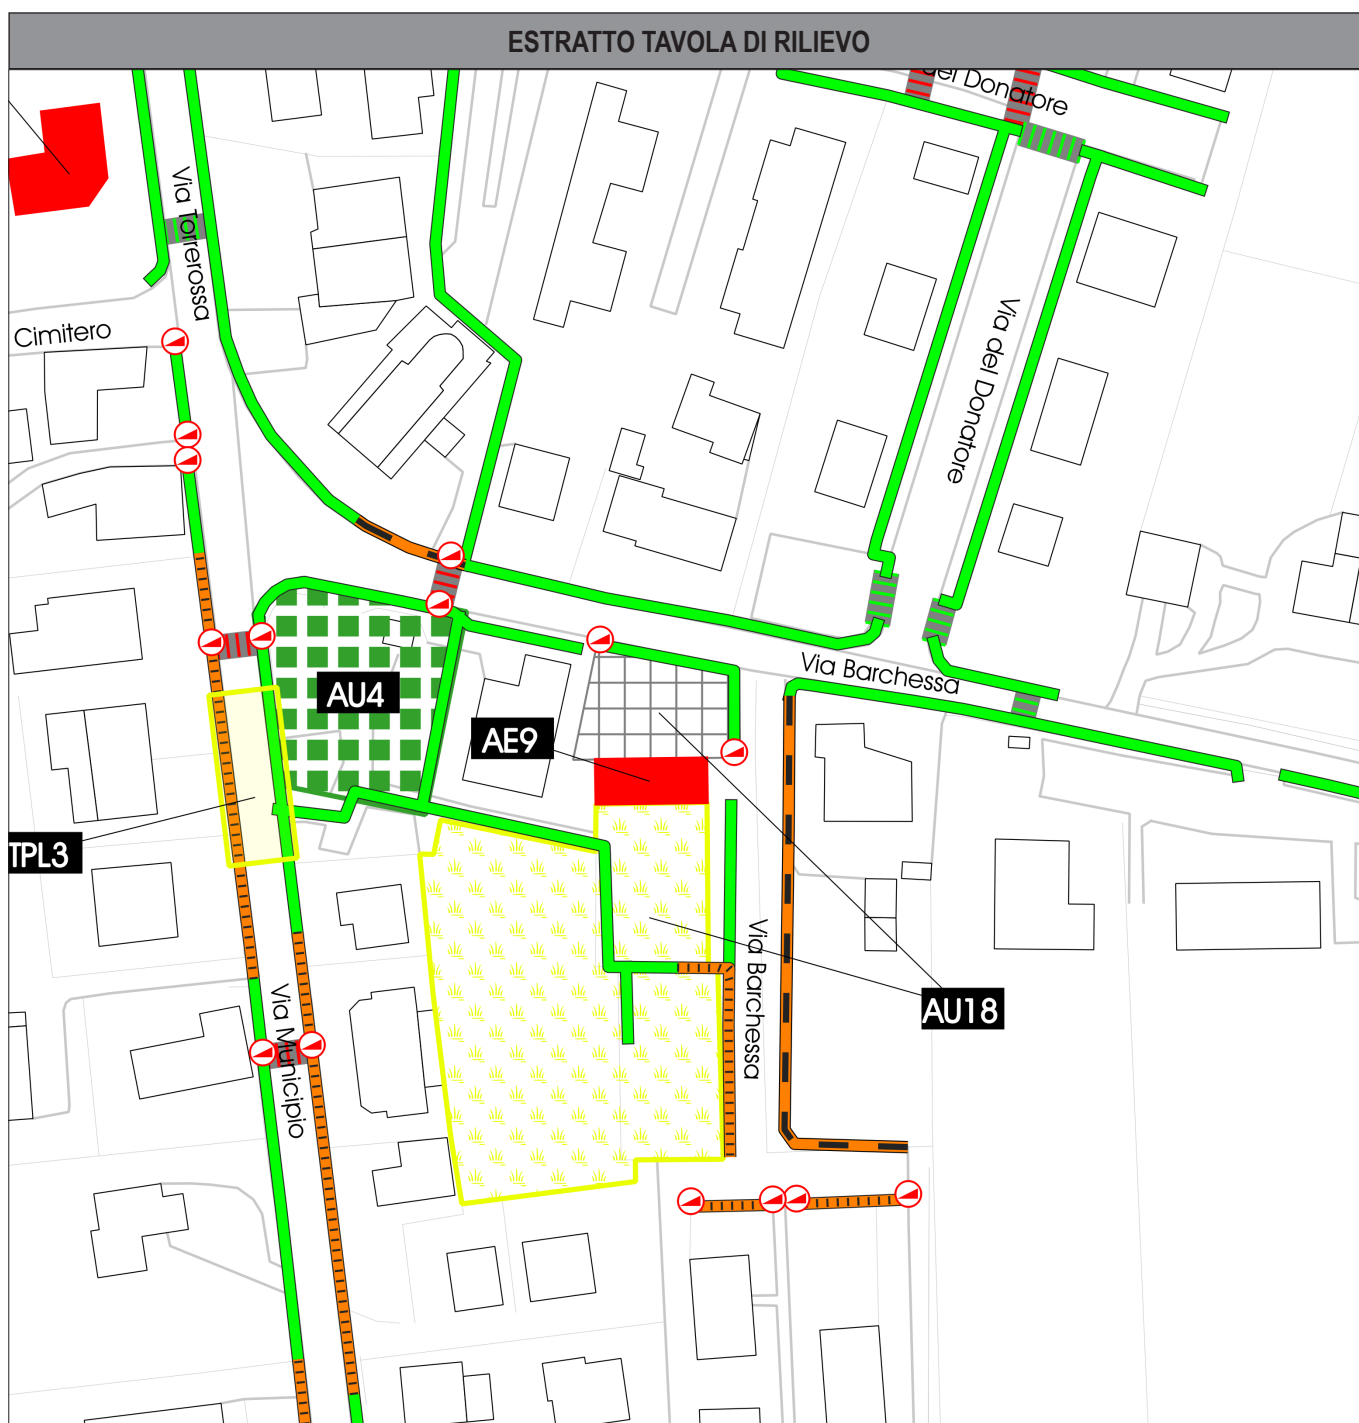 ESTRATTO TAVOLA DI RILIEVO
del Donatore
Via Torrerossa
Cimitero
Via del Donatore
Via Barchessa
AU4
AE9
TPL3
Via Barchessa
AU18
Via Municipio